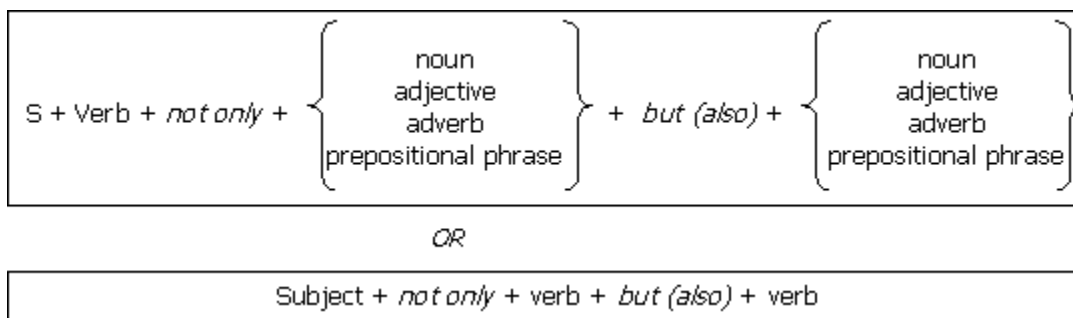 noun noun
adjective adjective
S + Verb + not only + adverb + but (also) + adverb
prepositional phrase prepositional phrase
OR
Subject + not only + verb + but (also) + verb